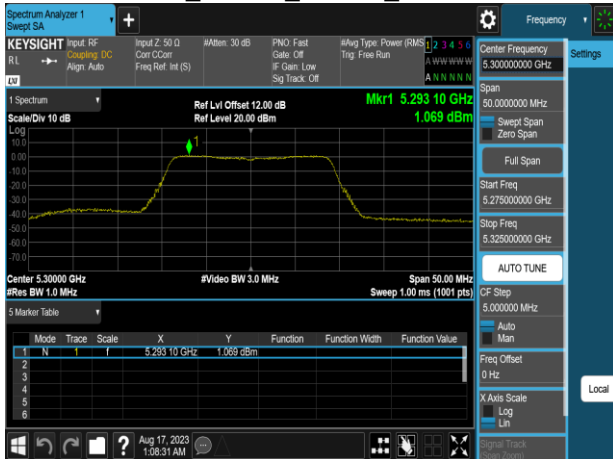 Spectrum Analyzer 1
Swept SA
+
Frequency
KEYSIGHT
RL
LXI
Input: RF
Coupling: DC
Align: Auto
Input Z: 50 Ω
Corr CCorr
Freq Ref: Int (S)
#Atten: 30 dB
PNO: Fast
Gate: Off
IF Gain: Low
Sig Track: Off
#Avg Type: Power (RMS
Trig: Free Run
1 2 3 4 5 6
A W W W W W
A N N N N N
1 Spectrum
Scale/Div 10 dB
Ref Lvl Offset 12.00 dB
Ref Level 20.00 dBm
Mkr1 5.293 10 GHz
1.069 dBm
Log
10.0
0.00
-10.0
-20.0
-30.0
-40.0
-50.0
-60.0
-70.0
1
Center 5.30000 GHz
#Res BW 1.0 MHz
#Video BW 3.0 MHz
Span 50.00 MHz
Sweep 1.00 ms (1001 pts)
5 Marker Table
Mode Trace Scale X Y Function Function Width Function Value
1 N 1 f 5.293 10 GHz 1.069 dBm
2
3
4
5
6
Aug 17, 2023
1:08:31 AM
Center Frequency
5.300000000 GHz
Span
50.0000000 MHz
Swept Span
Zero Span
Full Span
Start Freq
5.275000000 GHz
Stop Freq
5.325000000 GHz
AUTO TUNE
CF Step
5.000000 MHz
Auto
Man
Freq Offset
0 Hz
X Axis Scale
Log
Lin
Signal Track
(Span Zoom)
Settings
Local